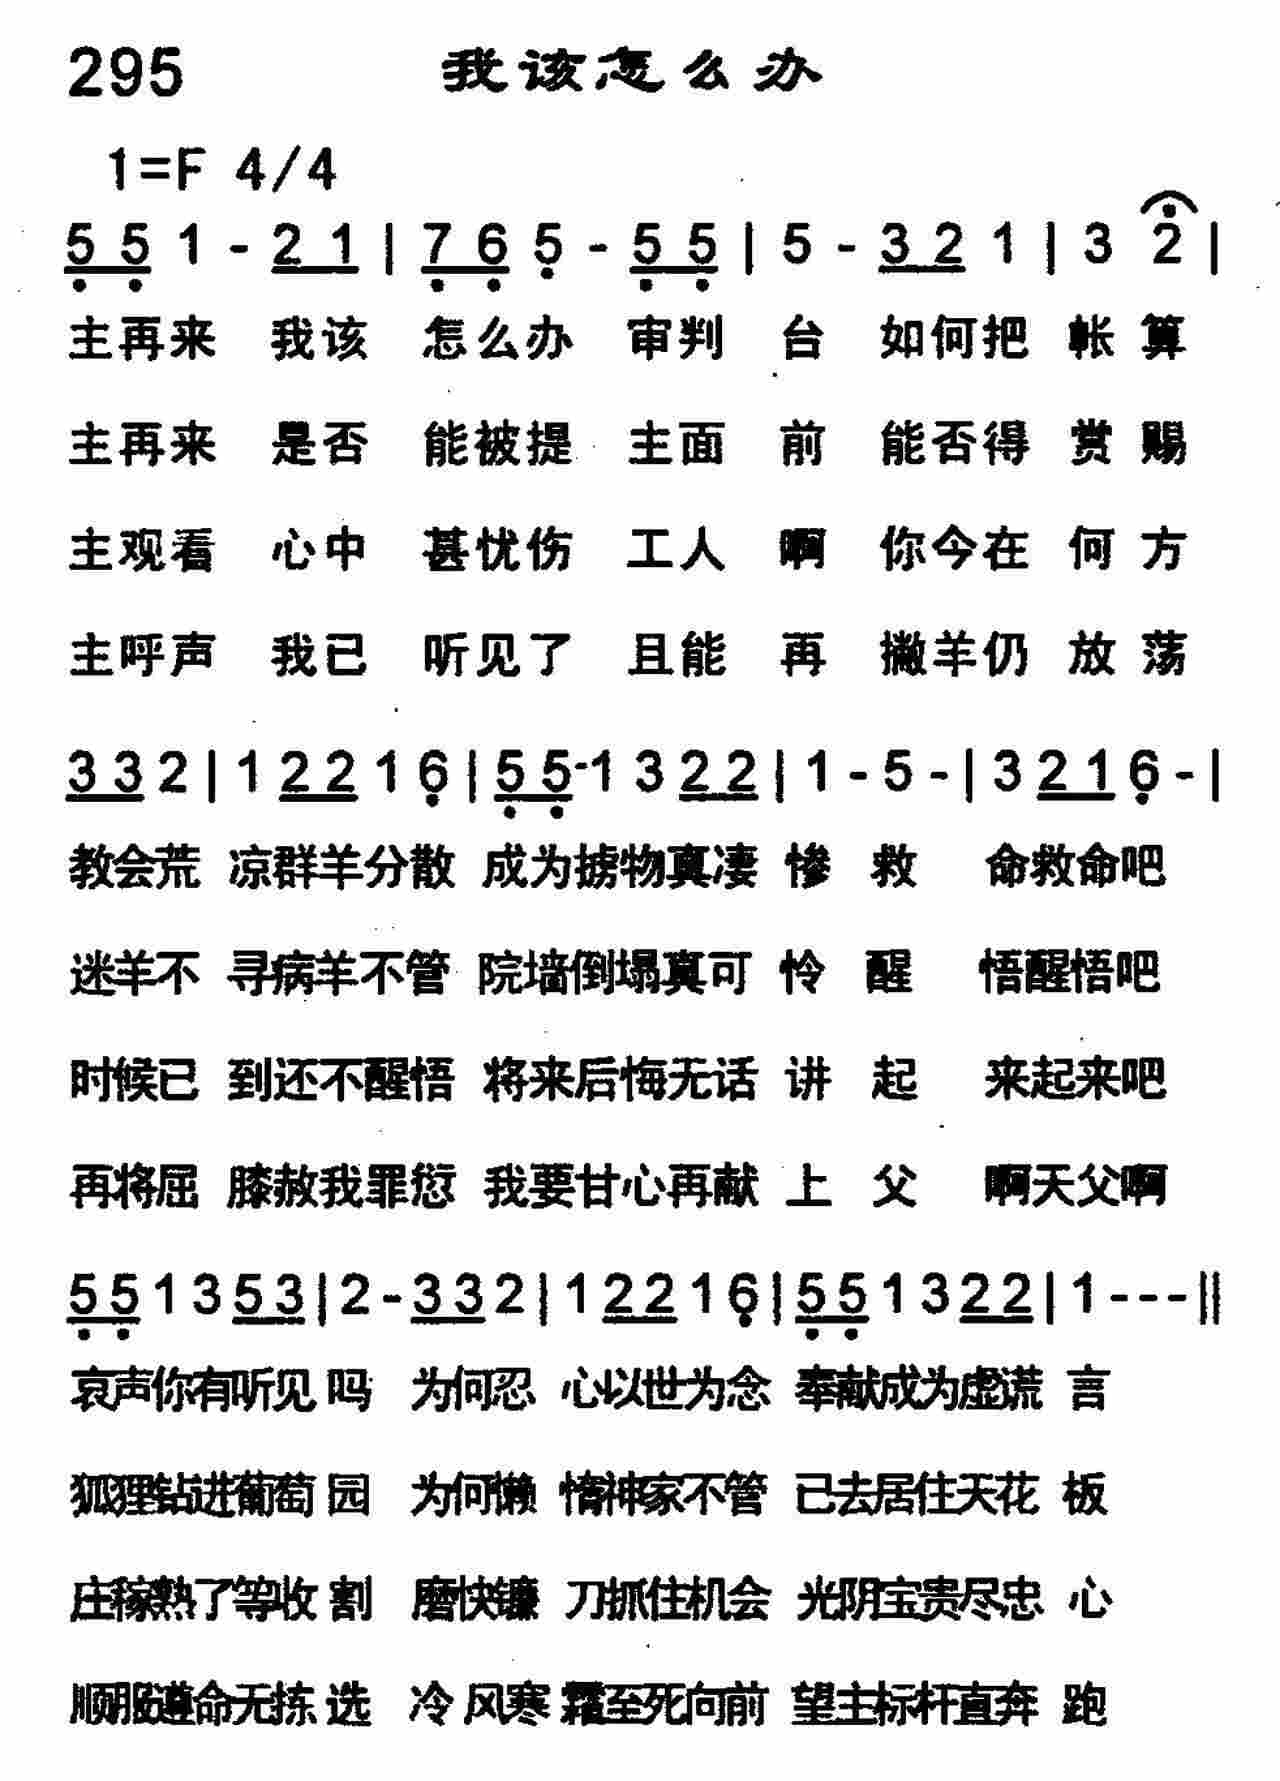 295 我该怎么办
1=F 4/4
5 5 1 - 2 1 | 7 6 5 - 5 5 | 5 - 3 2 1 | 3 2 |
主再来 我该 怎么办 审判 台 如何把 帐 算
主再来 是否 能被提 主面 前 能否得 赏 赐
主观看 心中 甚忧伤 工人 啊 你今在 何 方
主呼声 我已 听见了 且能 再 撇羊仍 放 荡
3 3 2 | 1 2 2 1 6 | 5 5 1 3 2 2 | 1 - 5 - | 3 2 1 6 - |
教会荒 凉群羊分散 成为掳物真凄 惨 救 命救命吧
迷羊不 寻病羊不管 院墙倒塌真可 怜 醒 悟醒悟吧
时候已 到还不醒悟 将来后悔无话 讲 起 来起来吧
再将屈 膝赦我罪愆 我要甘心再献 上 父 啊天父啊
5 5 1 3 5 3 | 2 - 3 3 2 | 1 2 2 1 6 | 5 5 1 3 2 2 | 1 - - - ||
哀声你有听见 吗 为何忍 心以世为念 奉献成为虚谎 言
狐狸钻进葡萄 园 为何懒 惰神家不管 己去居住天花 板
庄稼熟了等收 割 磨快镰 刀抓住机会 光阴宝贵尽忠 心
顺服遵命无拣 选 冷风寒 霜至死向前 望主标杆直奔 跑